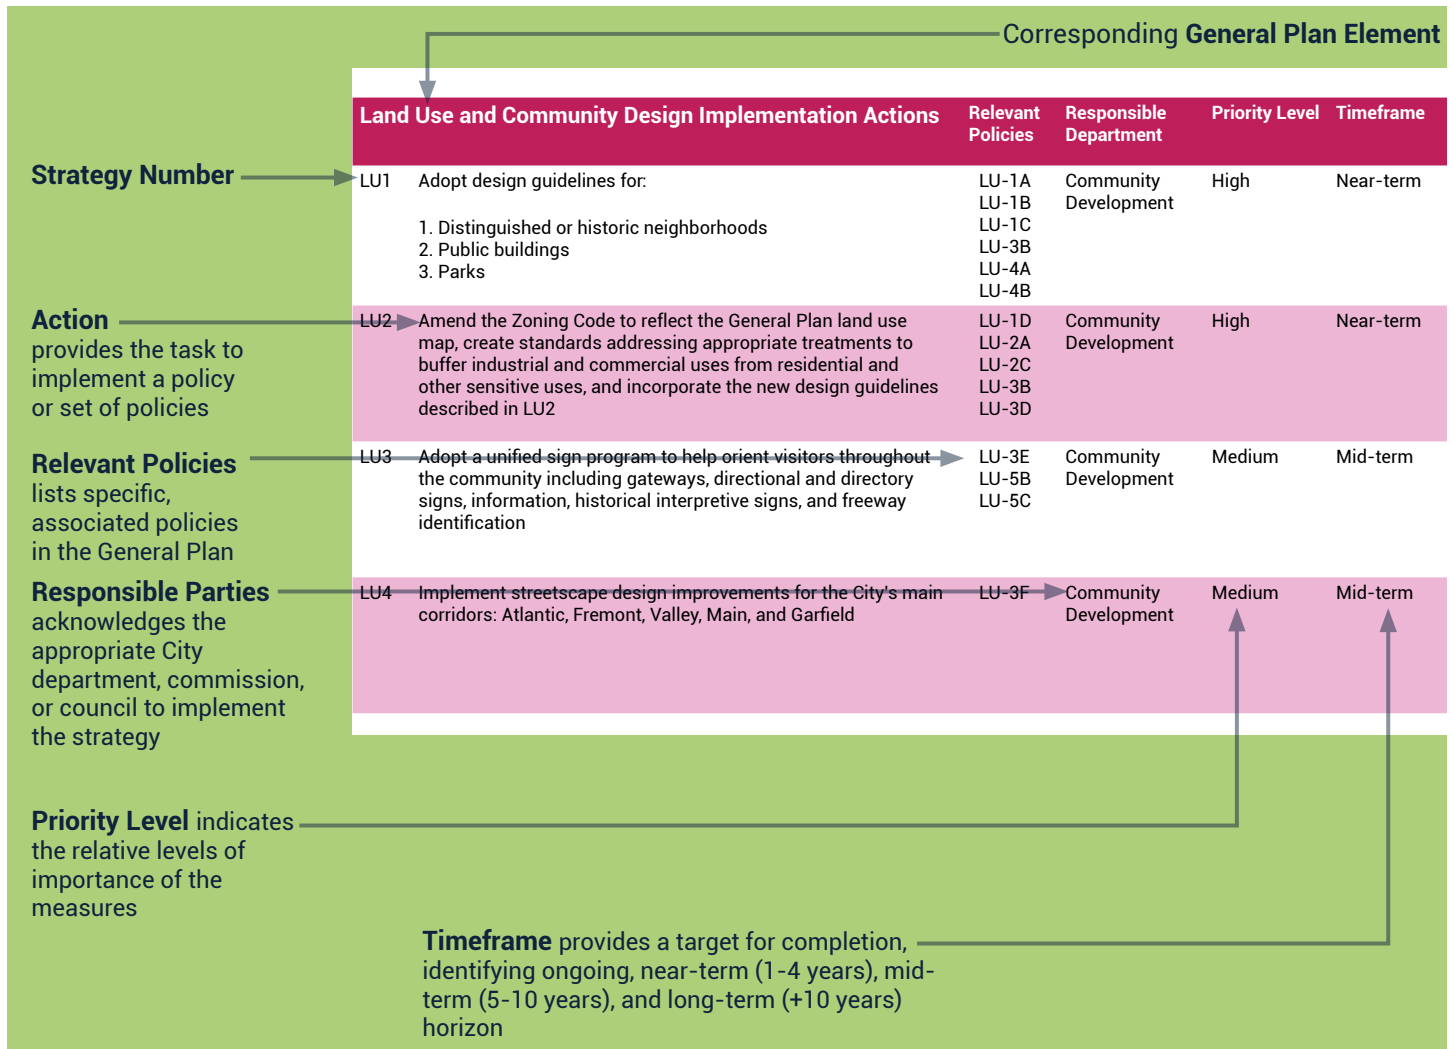 Corresponding General Plan Element
Land Use and Community Design Implementation Actions
Relevant
Policies
Responsible
Department
Priority Level
Timeframe
Strategy Number
LU1
Adopt design guidelines for:
1. Distinguished or historic neighborhoods
2. Public buildings
3. Parks
LU-1A
LU-1B
LU-1C
LU-3B
LU-4A
LU-4B
Community
Development
High
Near-term
Action
provides the task to
implement a policy
or set of policies
LU2
Amend the Zoning Code to reflect the General Plan land use
map, create standards addressing appropriate treatments to
buffer industrial and commercial uses from residential and
other sensitive uses, and incorporate the new design guidelines
described in LU2
LU-1D
LU-2A
LU-2C
LU-3B
LU-3D
Community
Development
High
Near-term
Relevant Policies
lists specific,
associated policies
in the General Plan
LU3
Adopt a unified sign program to help orient visitors throughout
the community including gateways, directional and directory
signs, information, historical interpretive signs, and freeway
identification
LU-3E
LU-5B
LU-5C
Community
Development
Medium
Mid-term
Responsible Parties
acknowledges the
appropriate City
department, commission,
or council to implement
the strategy
LU4
Implement streetscape design improvements for the City's main
corridors: Atlantic, Fremont, Valley, Main, and Garfield
LU-3F
Community
Development
Medium
Mid-term
Priority Level indicates
the relative levels of
importance of the
measures
Timeframe provides a target for completion,
identifying ongoing, near-term (1-4 years), mid-
term (5-10 years), and long-term (+10 years)
horizon